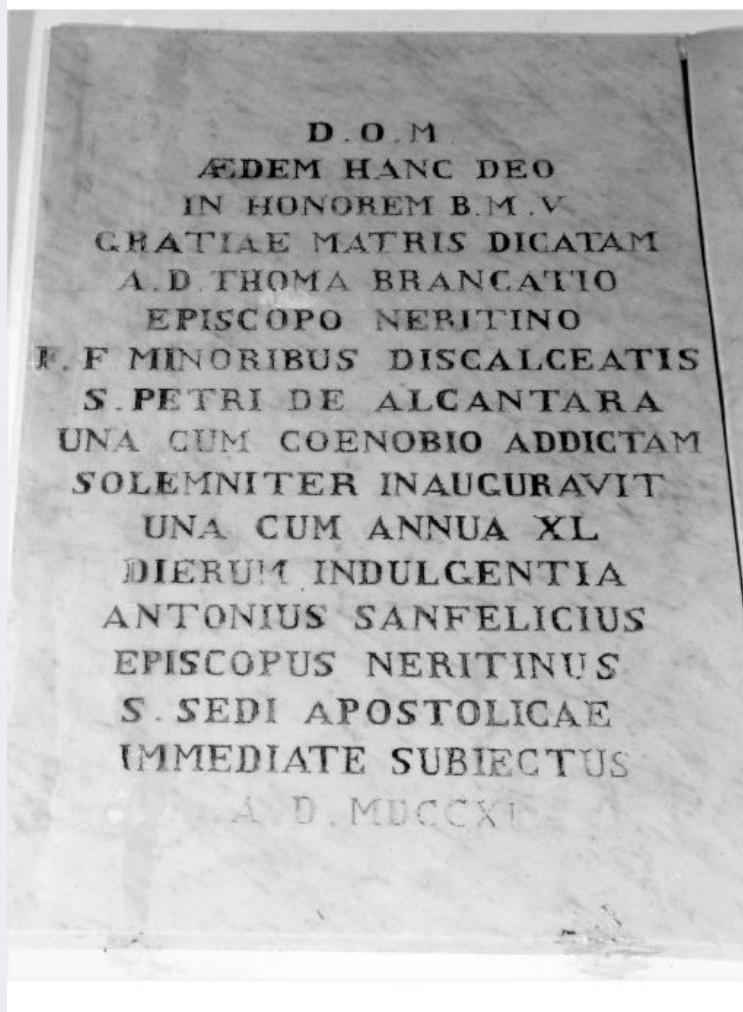 D.O.M
ÆDEM HANC DEO
IN HONOREM B.M.V
GRATIAE MATRIS DICATAM
A.D.THOMA BRANCATIO
EPISCOPO NERITINO
F.F MINORIBUS DISCALCEATIS
S.PETRI DE ALCANTARA
UNA CUM COENOBIO ADDICTAM
SOLEMNITER INAUGURAVIT
UNA CUM ANNUA XL
DIERUM INDULGENTIA
ANTONIUS SANFELICIUS
EPISCOPUS NERITINUS
S.SEDI APOSTOLICAE
IMMEDIATE SUBIECTUS
A D.